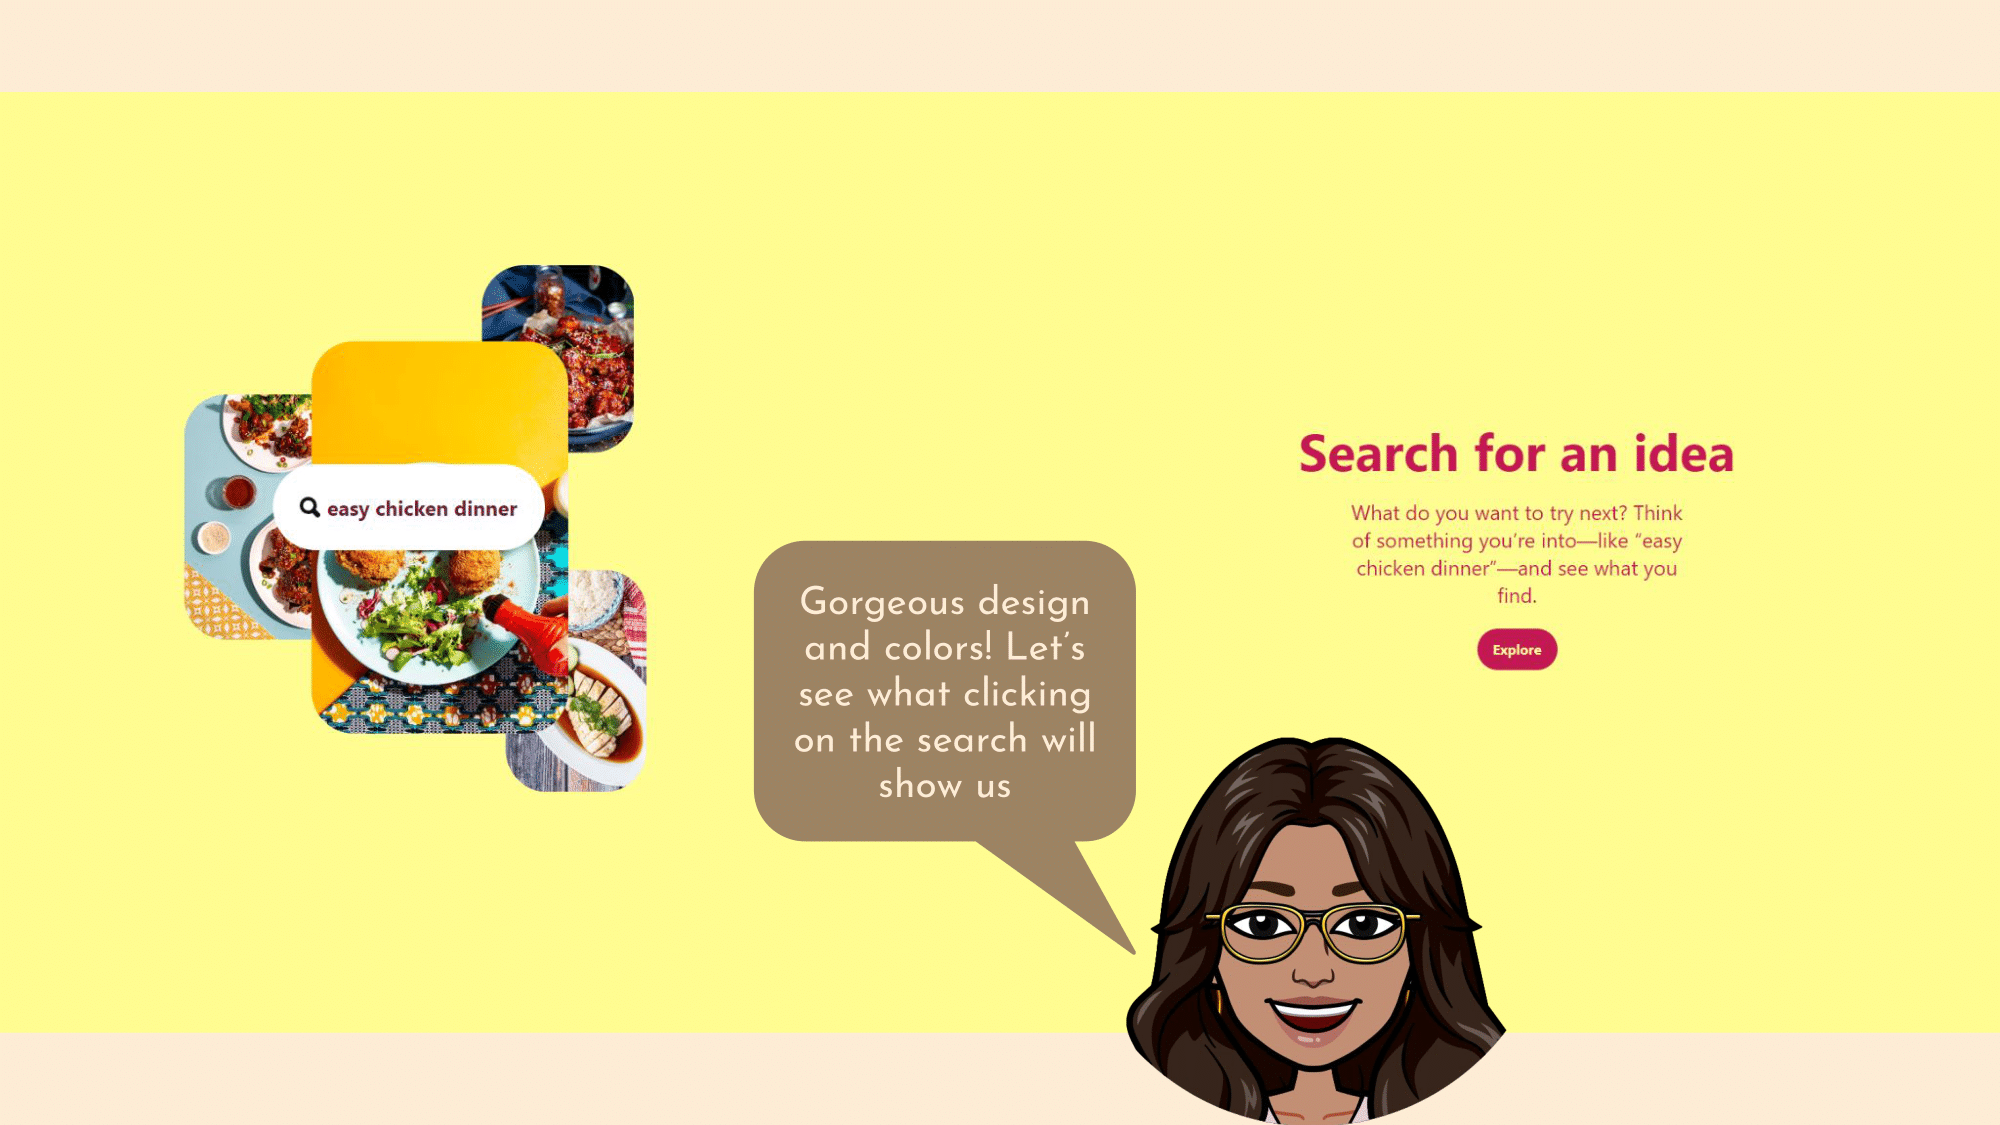 easy chicken dinner
Gorgeous design
and colors! Let's
see what clicking
on the search will
show us
Search for an idea
What do you want to try next? Think
of something you're into—like "easy
chicken dinner"—and see what you
find.
Explore